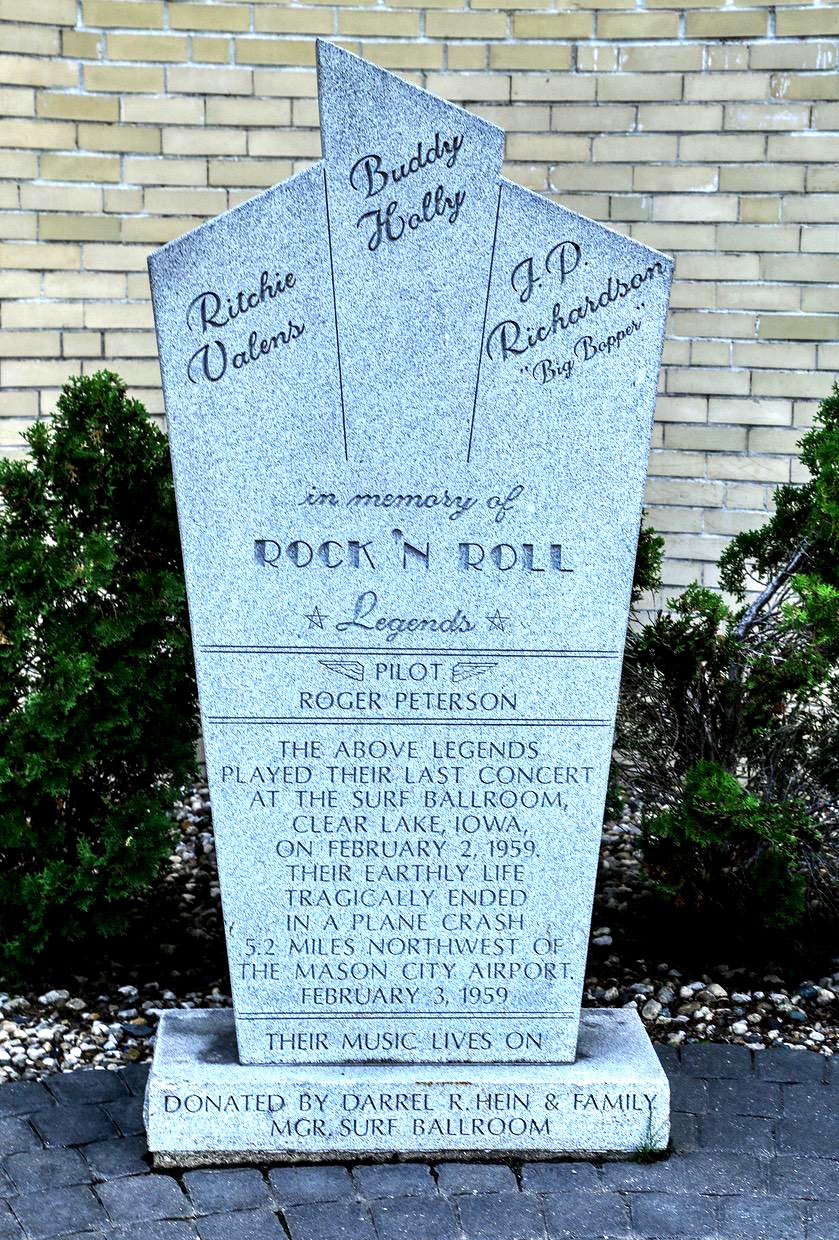 Buddy
Holly
Ritchie
Valens
J.P.
Richardson
"Big Bopper"
in memory of
ROCK 'N ROLL
Legends
PILOT
ROGER PETERSON
THE ABOVE LEGENDS
PLAYED THEIR LAST CONCERT
AT THE SURF BALLROOM,
CLEAR LAKE, IOWA,
ON FEBRUARY 2, 1959.
THEIR EARTHLY LIFE
TRAGICALLY ENDED
IN A PLANE CRASH
5.2 MILES NORTHWEST OF
THE MASON CITY AIRPORT.
FEBRUARY 3, 1959
THEIR MUSIC LIVES ON
DONATED BY DARREL R. HEIN & FAMILY
MGR. SURF BALLROOM